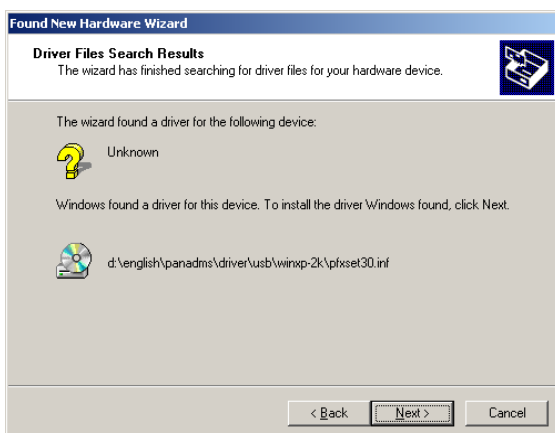 Found New Hardware Wizard
Driver Files Search Results
The wizard has finished searching for driver files for your hardware device.
The wizard found a driver for the following device:
Unknown
Windows found a driver for this device. To install the driver Windows found, click Next.
d:\english\panadms\driver\usb\winxp-2k\pfxset30.inf
< Back
Next >
Cancel